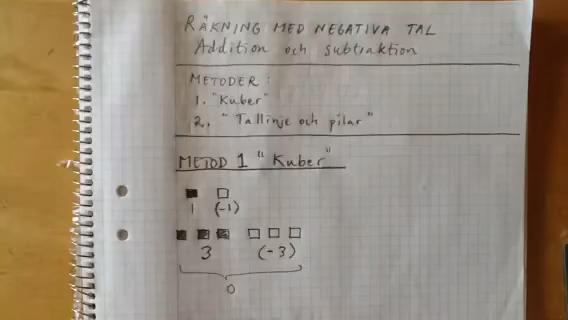 RÄKNING MED NEGATIVA TAL
Addition och subtraktion
METODER:
1. "Kuber"
2. "Tallinje och pilar"
METOD 1 "Kuber"
1 (-1)
3 (-3)
0